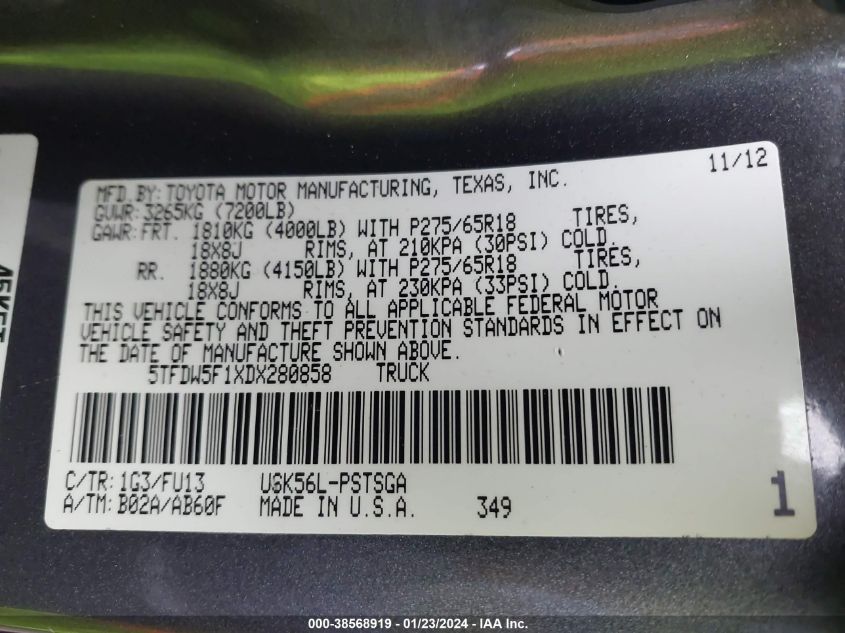 11/12
MFD.BY: TOYOTA MOTOR MANUFACTURING, TEXAS, INC.
GVWR: 3265KG (7200LB)
GAWR: FRT. 1810KG (4000LB) WITH P275/65R18 TIRES,
18X8J RIMS, AT 210KPA (30PSI) COLD.
RR. 1880KG (4150LB) WITH P275/65R18 TIRES,
18X8J RIMS, AT 230KPA (33PSI) COLD.
THIS VEHICLE CONFORMS TO ALL APPLICABLE FEDERAL MOTOR
VEHICLE SAFETY AND THEFT PREVENTION STANDARDS IN EFFECT ON
THE DATE OF MANUFACTURE SHOWN ABOVE.
5TFDW5F1XDX280858 TRUCK
C/TR: 1G3/FU13 UGK56L-PSTSGA
A/TM: B02A/AB60F MADE IN U.S.A. 349
1
000-38568919 - 01/23/2024 - IAA Inc.